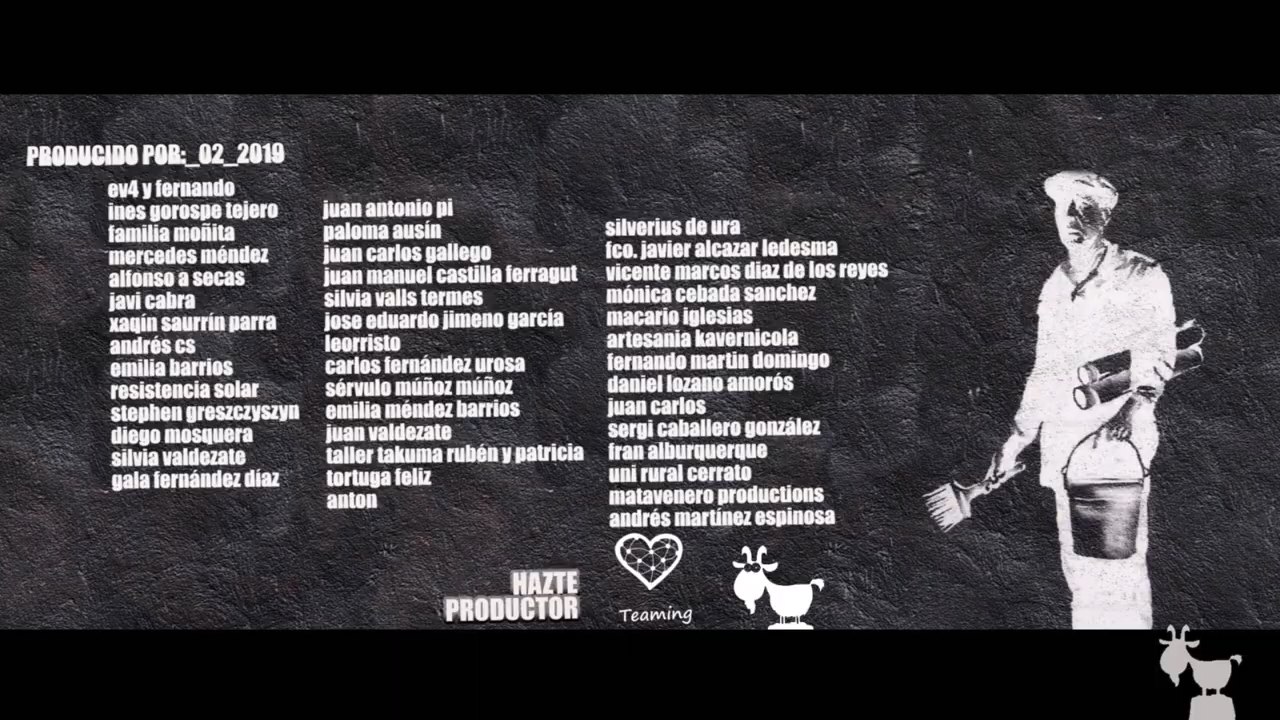 PRODUCIDO POR:_02_2019
ev4 y fernando
ines gorospe tejero
familia moñita
mercedes méndez
alfonso a secas
javi cabra
xaqín saurrín parra
andrés cs
emilia barrios
resistencia solar
stephen greszczyszyn
diego mosquera
silvia valdezate
gala fernández díaz
juan antonio pi
paloma ausín
juan carlos gallego
juan manuel castilla ferragut
silvia valls termes
jose eduardo jimeno garcía
leorristo
carlos fernández urosa
sérvulo múñoz múñoz
emilia méndez barrios
juan valdezate
taller takuma rubén y patricia
tortuga feliz
anton
silverius de ura
fco. javier alcazar ledesma
vicente marcos diaz de los reyes
mónica cebada sanchez
macario iglesias
artesania kavernicola
fernando martin domingo
daniel lozano amorós
juan carlos
sergi caballero gonzález
fran alburquerque
uni rural cerrato
matavenero productions
andrés martínez espinosa
HAZTE
PRODUCTOR
Teaming